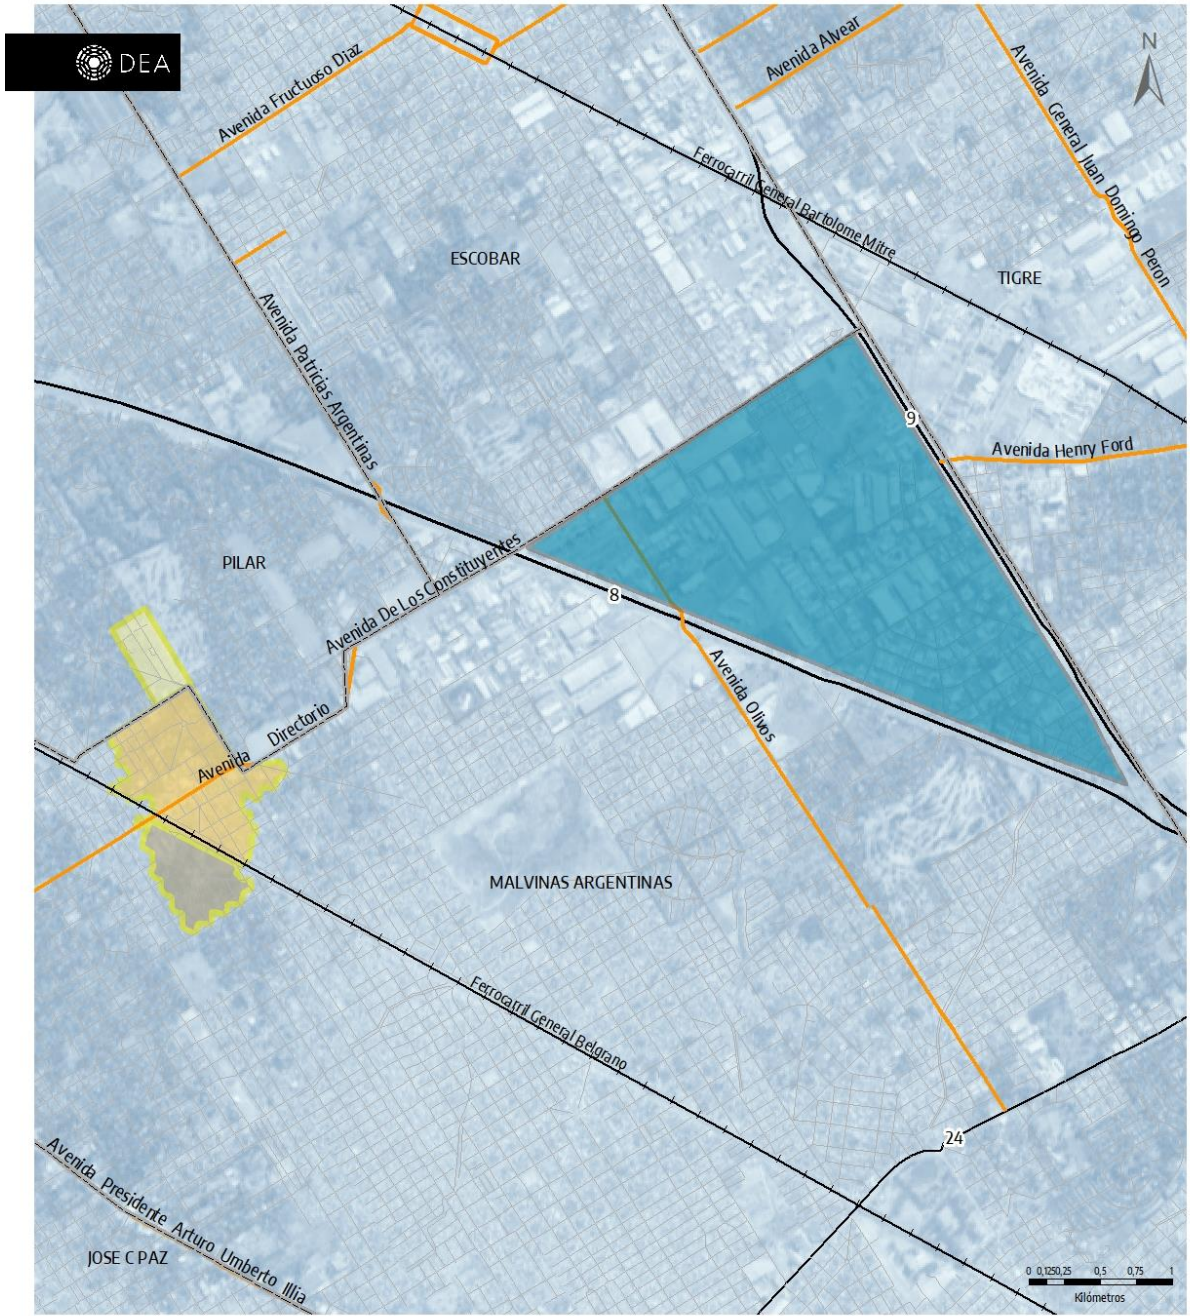 DEA
N
Avenida Fructuoso Diaz
Avenida Alvear
Avenida General Juan Domingo Peron
Ferrocarril General Bartolome Mitre
ESCOBAR
TIGRE
Avenida Patricias Argentinas
9
Avenida Henry Ford
PILAR
Avenida De Los Constituyentes
8
Avenida Olivos
Avenida Directorio
MALVINAS ARGENTINAS
Ferrocarril General Belgrano
24
Avenida Presidente Arturo Umberto Illia
JOSE C PAZ
0 0,1250,25 0,5 0,75 1
Kilómetros